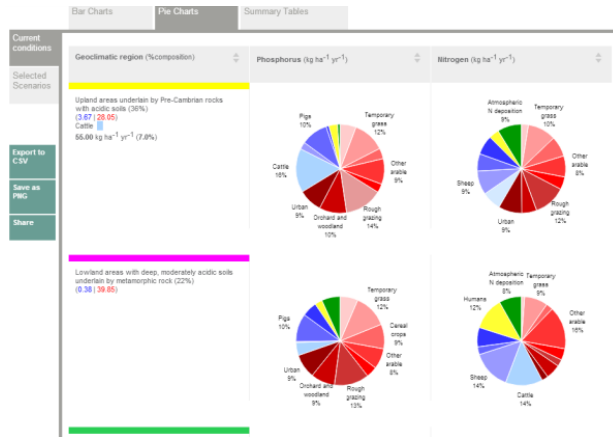 Bar Charts
Pie Charts
Summary Tables
Current
conditions
Selected
Scenarios
Export to
CSV
Save as
PNG
Share
Geoclimatic region (%composition)
Phosphorus (kg ha⁻¹ yr⁻¹)
Nitrogen (kg ha⁻¹ yr⁻¹)
Upland areas underlain by Pre-Cambrian rocks
with acidic soils (36%)
(3.67 | 28.05)
Cattle
55.00 kg ha⁻¹ yr⁻¹ (7.0%)
Pigs
10%
Temporary
grass
12%
Other
arable
9%
Rough
grazing
14%
Orchard and
woodland
10%
Urban
9%
Cattle
16%
Atmospheric
N deposition
9%
Temporary
grass
10%
Other
arable
8%
Rough
grazing
12%
Urban
9%
Sheep
9%
Lowland areas with deep, moderately acidic soils
underlain by metamorphic rock (22%)
(0.38 | 39.85)
Pigs
10%
Temporary
grass
12%
Cereal
crops
9%
Other
arable
8%
Rough
grazing
13%
Orchard and
woodland
9%
Urban
9%
Atmospheric
N deposition
8%
Temporary
grass
9%
Other
arable
16%
Cattle
14%
Sheep
14%
Humans
12%